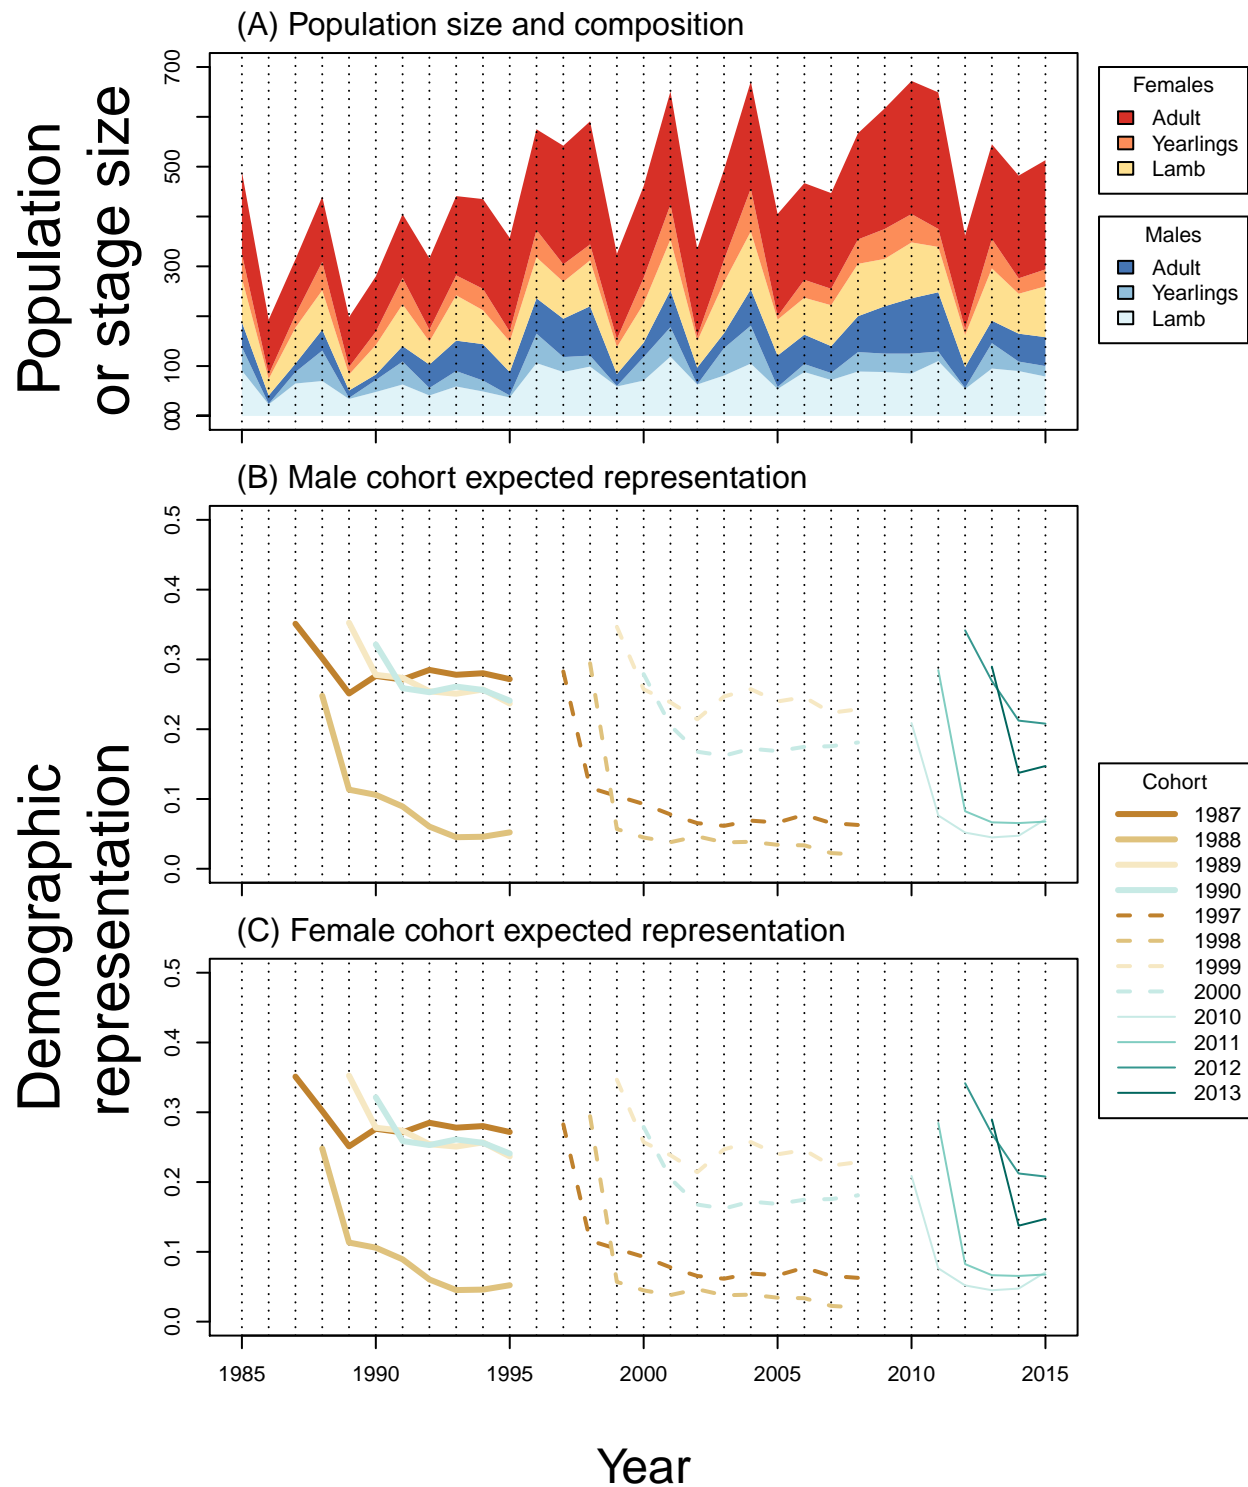 (A) Population size and composition
Population
or stage size
700
500
300
100
000
Females
Adult
Yearlings
Lamb
Males
Adult
Yearlings
Lamb
(B) Male cohort expected representation
0.5
0.4
0.3
0.2
0.1
0.0
Demographic
representation
(C) Female cohort expected representation
0.5
0.4
0.3
0.2
0.1
0.0
Cohort
1987
1988
1989
1990
1997
1998
1999
2000
2010
2011
2012
2013
1985 1990 1995 2000 2005 2010 2015
Year